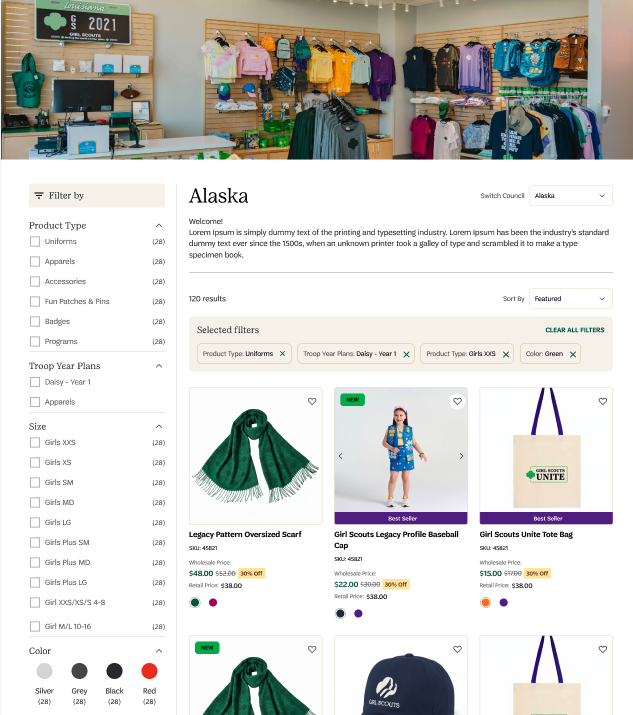 Louisiana
GS 2021
GIRL SCOUTS
Filter by
Product Type
Uniforms (28)
Apparels (28)
Accessories (28)
Fun Patches & Pins (28)
Badges (28)
Programs (28)
Troop Year Plans
Daisy - Year 1
Apparels
Size
Girls XXS (28)
Girls XS (28)
Girls SM (28)
Girls MD (28)
Girls LG (28)
Girls Plus SM (28)
Girls Plus MD (28)
Girls Plus LG (28)
Girl XXS/XS/S 4-8 (28)
Girl M/L 10-16 (28)
Color
Silver Grey Black Red
(28) (28) (28) (28)
Alaska
Switch Council Alaska
Welcome!
Lorem Ipsum is simply dummy text of the printing and typesetting industry. Lorem Ipsum has been the industry's standard
dummy text ever since the 1500s, when an unknown printer took a galley of type and scrambled it to make a type
specimen book.
120 results
Sort By Featured
Selected filters
CLEAR ALL FILTERS
Product Type: Uniforms
Troop Year Plans: Daisy - Year 1
Product Type: Girls XXS
Color: Green
Legacy Pattern Oversized Scarf
SKU: 45821
Wholesale Price:
$48.00 $52.00 30% Off
Retail Price: $38.00
NEW
Best Seller
Girl Scouts Legacy Profile Baseball
Cap
SKU: 45821
Wholesale Price:
$22.00 $30.00 30% Off
Retail Price: $38.00
GIRL SCOUTS
UNITE
Best Seller
Girl Scouts Unite Tote Bag
SKU: 45821
Wholesale Price:
$15.00 $17.00 30% Off
Retail Price: $38.00
NEW
GIRL SCOUTS